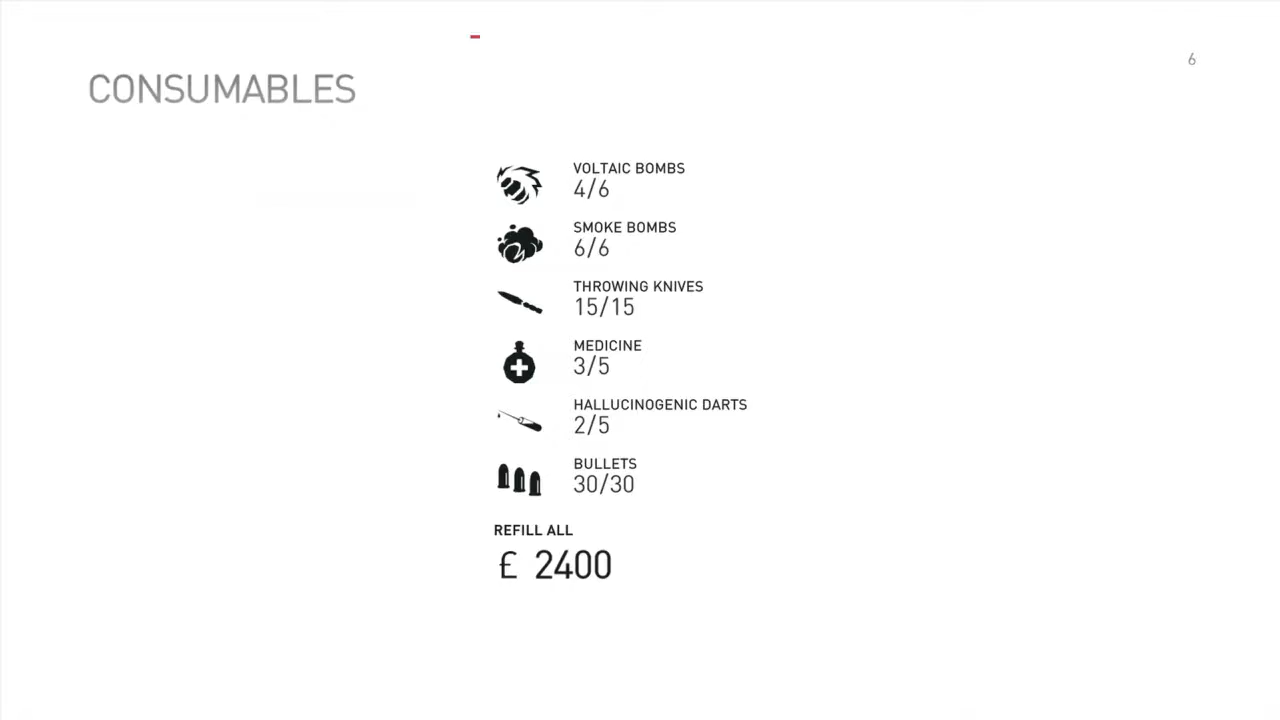 6
CONSUMABLES
VOLTAIC BOMBS
4/6
SMOKE BOMBS
6/6
THROWING KNIVES
15/15
MEDICINE
3/5
HALLUCINOGENIC DARTS
2/5
BULLETS
30/30
REFILL ALL
£ 2400